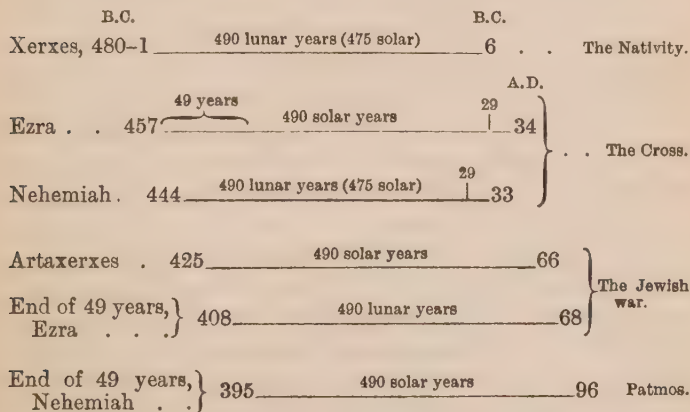 B.C. B.C.
Xerxes, 480-1 490 lunar years (475 solar) 6 . . The Nativity.
A.D.
49 years 29
Ezra . . 457 490 solar years 34
. . The Cross.
29
Nehemiah . 444 490 lunar years (475 solar) 33
Artaxerxes . 425 490 solar years 66
The Jewish
war.
End of 49 years,
Ezra . . . 408 490 lunar years 68
End of 49 years,
Nehemiah . . 395 490 solar years 96 Patmos.